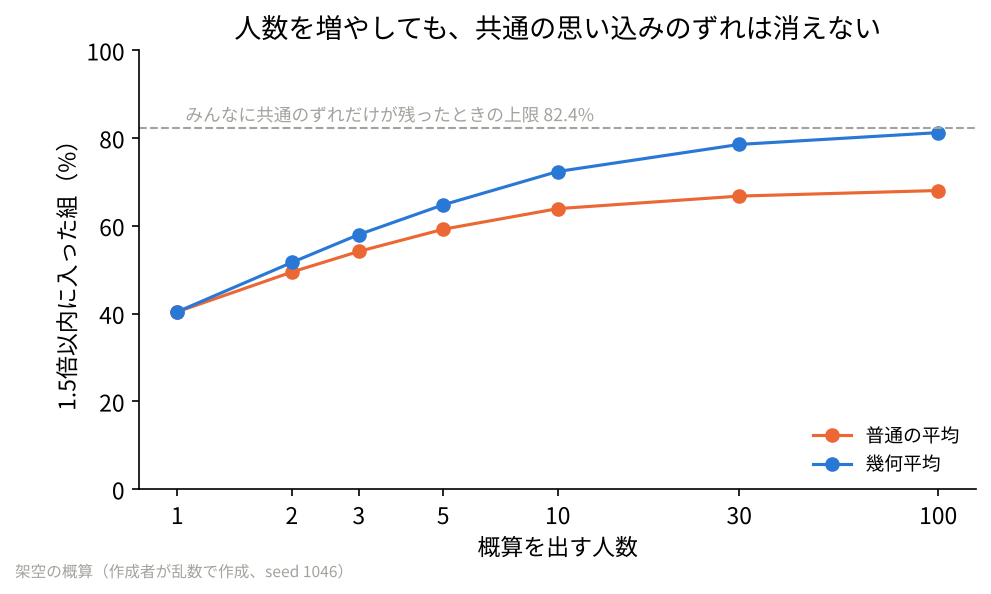 人数を増やしても、共通の思い込みのずれは消えない
1.5倍以内に入った組（%）
100
80
60
40
20
0
みんなに共通のずれだけが残ったときの上限 82.4%
普通の平均
幾何平均
1 2 3 5 10 30 100
概算を出す人数
架空の概算（作成者が乱数で作成、seed 1046）